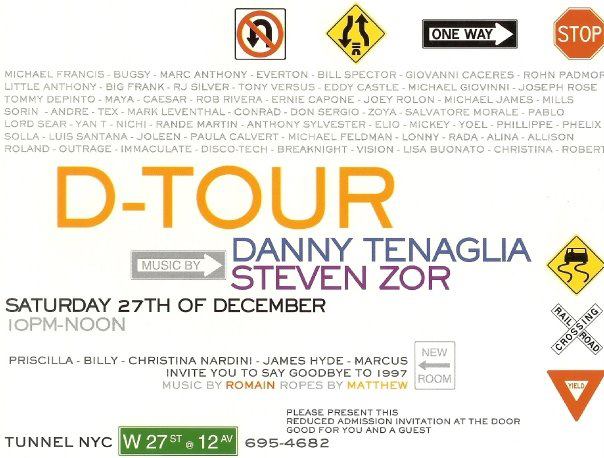 ONE WAY
STOP
MICHAEL FRANCIS - BUGSY - MARC ANTHONY - EVERTON - BILL SPECTOR - GIOVANNI CACERES - ROHN PADMOR
LITTLE ANTHONY - BIG FRANK - RJ SILVER - TONY VERSUS - EDDY CASTLE - MICHAEL GIOVINNI - JOSEPH ROSE
TOMMY DEPINTO - MAYA - CAESAR - ROB RIVERA - ERNIE CAPONE - JOEY ROLON - MICHAEL JAMES - MILLS
SORIN - ANDRE - TEX - MARK LEVENTHAL - CONRAD - DON SERGIO - ZOYA - SALVATORE MORALE - PABLO
LORD SEAR - YAN T - NICHI - RANDE MARTIN - ANTHONY SYLVESTER - ELIO - MICKEY - YOEL - PHILLIPPE - PHELIX
SOLLA - LUIS SANTANA - JOLEEN - PAULA CALVERT - MICHAEL FELDMAN - LONNY - RADA - ALINA - ALLISON
ROLAND - OUTRAGE - IMMACULATE - DISCO-TECH - BREAKNIGHT - VISION - LISA BUONATO - CHRISTINA - ROBERT
D-TOUR
MUSIC BY
DANNY TENAGLIA
STEVEN ZOR
SATURDAY 27TH OF DECEMBER
10PM-NOON
RAIL ROAD
CROSSING
PRISCILLA - BILLY - CHRISTINA NARDINI - JAMES HYDE - MARCUS
INVITE YOU TO SAY GOODBYE TO 1997
MUSIC BY ROMAIN ROPES BY MATTHEW
NEW
ROOM
YIELD
PLEASE PRESENT THIS
REDUCED ADMISSION INVITATION AT THE DOOR
GOOD FOR YOU AND A GUEST
TUNNEL NYC W 27 ST @ 12 AV 695-4682